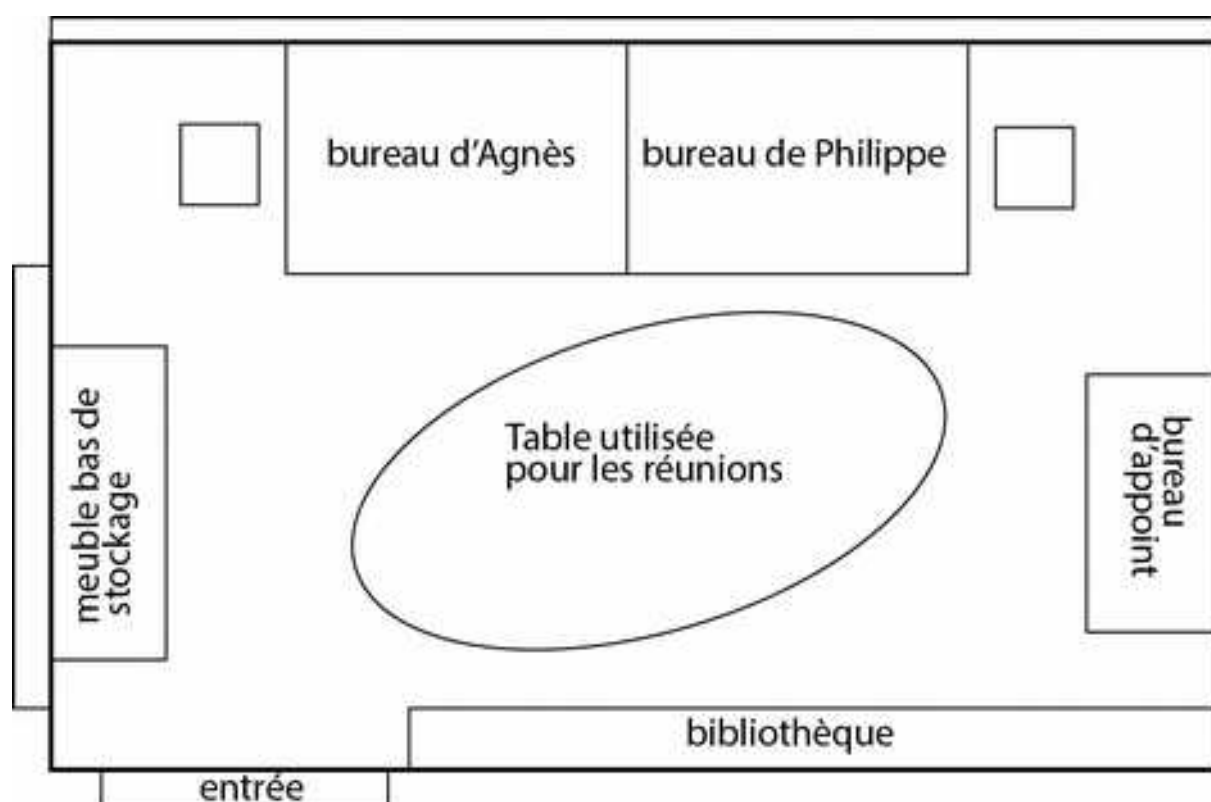 bureau d'Agnès
bureau de Philippe
Table utilisée
pour les réunions
meuble bas de
stockage
bureau
d'appoint
bibliothèque
entrée